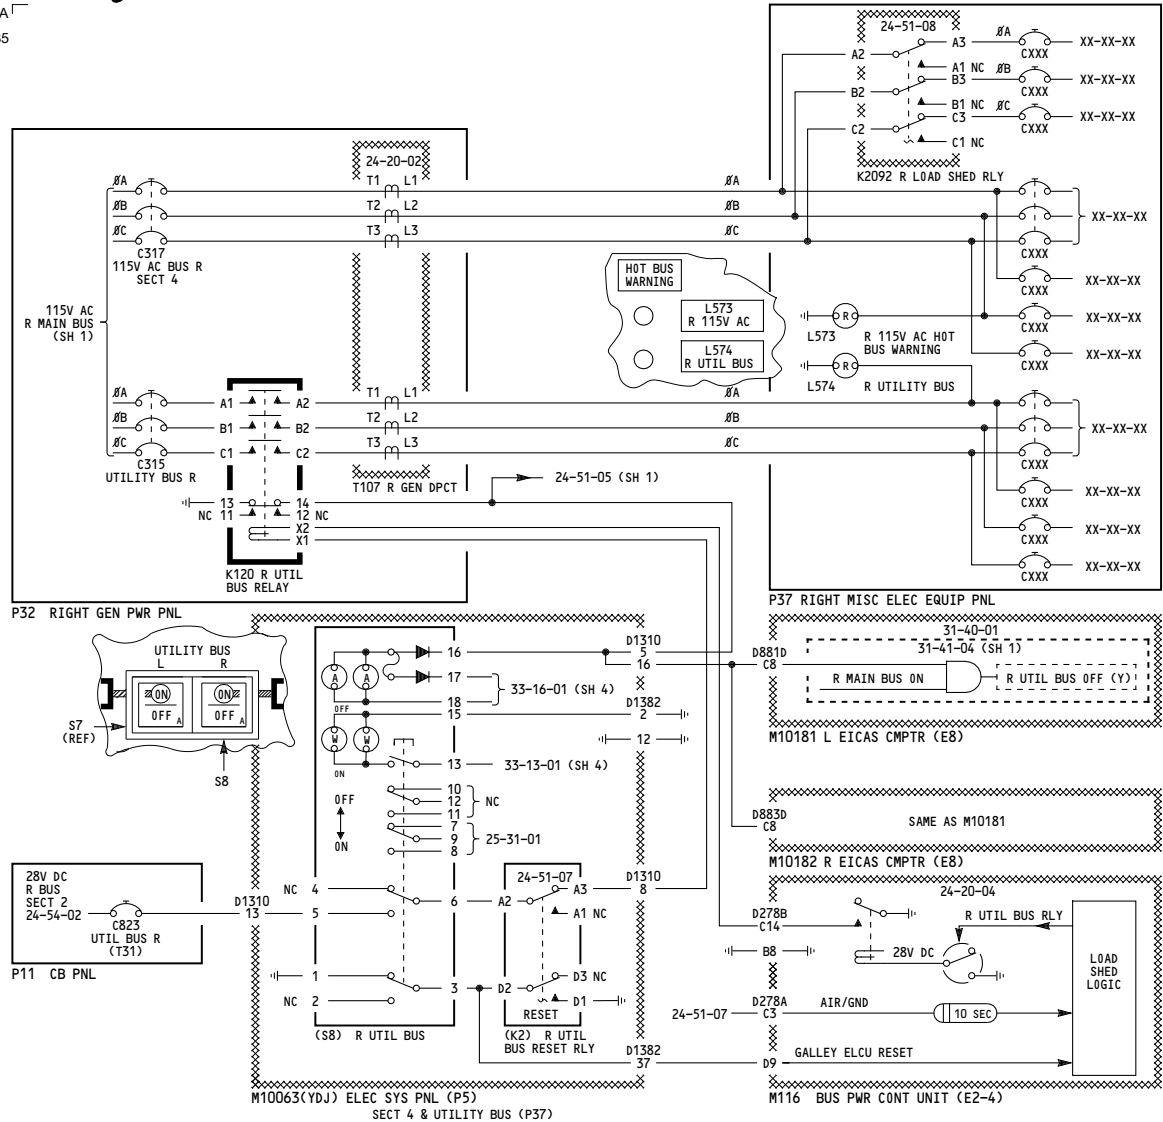 A
35
24-51-08
A2
A3
ØA
CXXX
XX-XX-XX
A1 NC
B3
ØB
B2
CXXX
XX-XX-XX
B1 NC
ØC
C3
C2
CXXX
XX-XX-XX
C1 NC
K2092 R LOAD SHED RLY
24-20-02
ØA
T1 L1
ØA
ØB
T2 L2
ØB
XX-XX-XX
ØC
T3 L3
ØC
C317
115V AC BUS R
SECT 4
CXXX
HOT BUS
WARNING
XX-XX-XX
CXXX
115V AC
R MAIN BUS
(SH 1)
L573
R 115V AC
R
XX-XX-XX
L573
R 115V AC HOT
BUS WARNING
CXXX
L574
R UTIL BUS
XX-XX-XX
R
L574
R UTILITY BUS
CXXX
ØA
A1
A2
T1 L1
ØA
ØB
B1
B2
T2 L2
ØB
XX-XX-XX
ØC
C1
C2
T3 L3
ØC
C315
UTILITY BUS R
CXXX
T107 R GEN DPCT
24-51-05 (SH 1)
XX-XX-XX
CXXX
13
14
NC 11
12 NC
X2
X1
XX-XX-XX
CXXX
XX-XX-XX
CXXX
K120 R UTIL
BUS RELAY
P32 RIGHT GEN PWR PNL
P37 RIGHT MISC ELEC EQUIP PNL
UTILITY BUS
L
R
ON
OFF
A
ON
OFF
A
S7
(REF)
S8
A
A
OFF
W
W
ON
16
17
18
15
33-16-01 (SH 4)
13
33-13-01 (SH 4)
OFF
ON
10
12
11
NC
7
9
8
25-31-01
D1310
5
16
D1382
2
12
D881D
C8
31-40-01
31-41-04 (SH 1)
R MAIN BUS ON
R UTIL BUS OFF (Y)
M10181 L EICAS CMPTR (E8)
D883D
C8
SAME AS M10181
M10182 R EICAS CMPTR (E8)
28V DC
R BUS
SECT 2
24-54-02
C823
UTIL BUS R
(T31)
P11 CB PNL
D1310
13
NC 4
5
6
1
NC 2
3
(S8) R UTIL BUS
24-51-07
A2
A3
A1 NC
D2
D3 NC
D1
RESET
(K2) R UTIL
BUS RESET RLY
D1310
8
D1382
37
M10063(YDJ) ELEC SYS PNL (P5)
SECT 4 & UTILITY BUS (P37)
24-20-04
D278B
C14
R UTIL BUS RLY
B8
28V DC
LOAD
SHED
LOGIC
24-51-07
D278A
C3
AIR/GND
10 SEC
D9
GALLEY ELCU RESET
M116 BUS PWR CONT UNIT (E2-4)